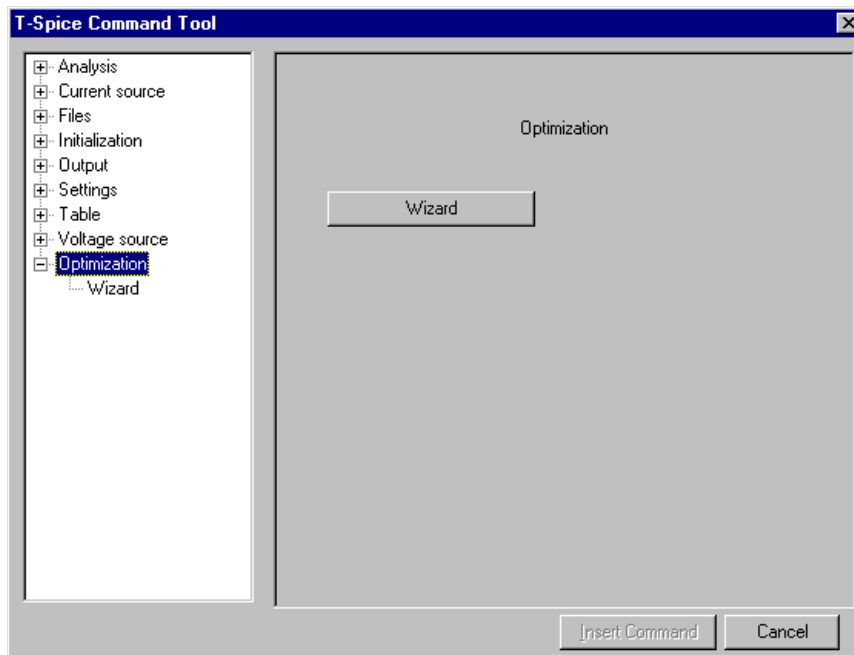 T-Spice Command Tool
Analysis
Current source
Files
Initialization
Output
Settings
Table
Voltage source
Optimization
Wizard
Optimization
Wizard
Insert Command
Cancel